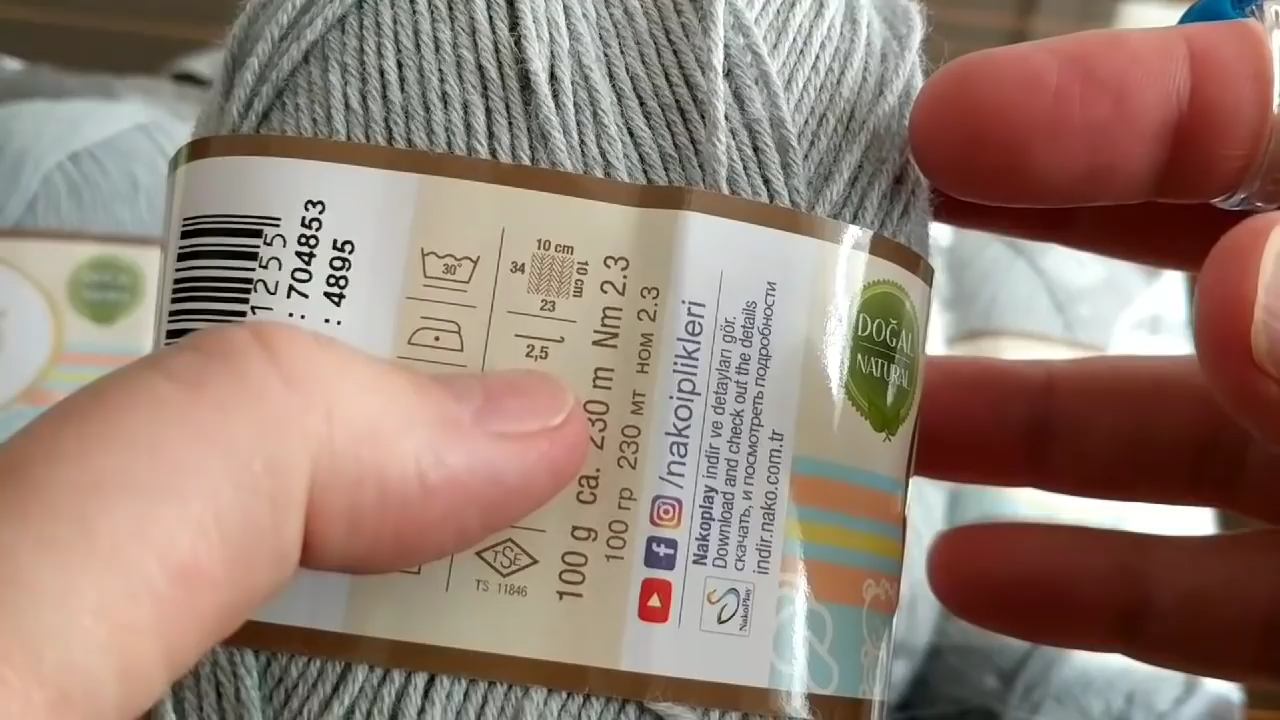 1255
: 704853
: 4895
30°
10 cm
34
10 cm
23
2,5
TSE
TS 11846
100 g ca. 230 m Nm 2.3
100 гр 230 мт ном 2.3
/nakoiplikleri
Nakoplay indir ve detayları gör.
Download and check out the details
скачать, и посмотреть подробности
indir.nako.com.tr
NakoPlay
DOĞAL
NATURAL